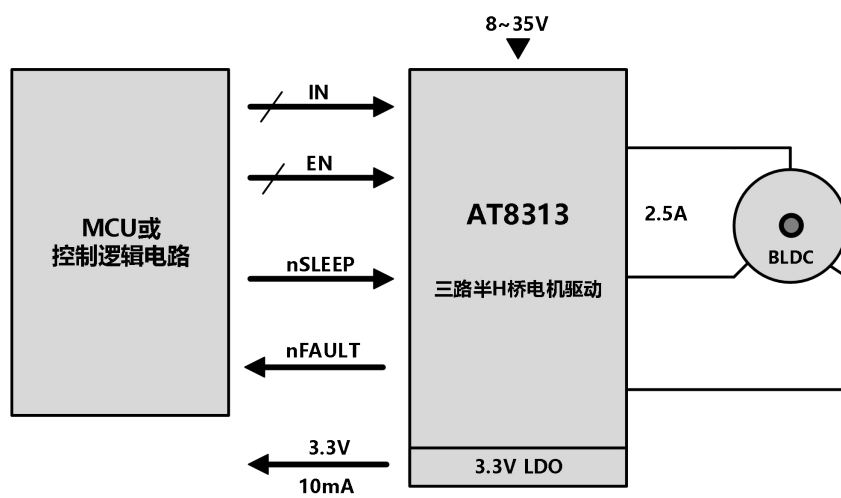 8~35V
IN
EN
MCU或
控制逻辑电路
AT8313
2.5A
BLDC
nSLEEP
三路半H桥电机驱动
nFAULT
3.3V
10mA
3.3V LDO